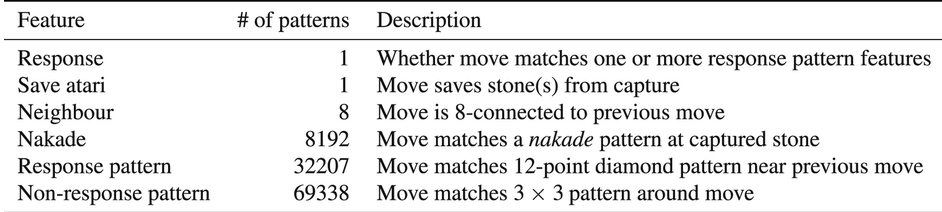 Feature # of patterns Description
Response 1 Whether move matches one or more response pattern features
Save atari 1 Move saves stone(s) from capture
Neighbour 8 Move is 8-connected to previous move
Nakade 8192 Move matches a nakade pattern at captured stone
Response pattern 32207 Move matches 12-point diamond pattern near previous move
Non-response pattern 69338 Move matches 3 × 3 pattern around move